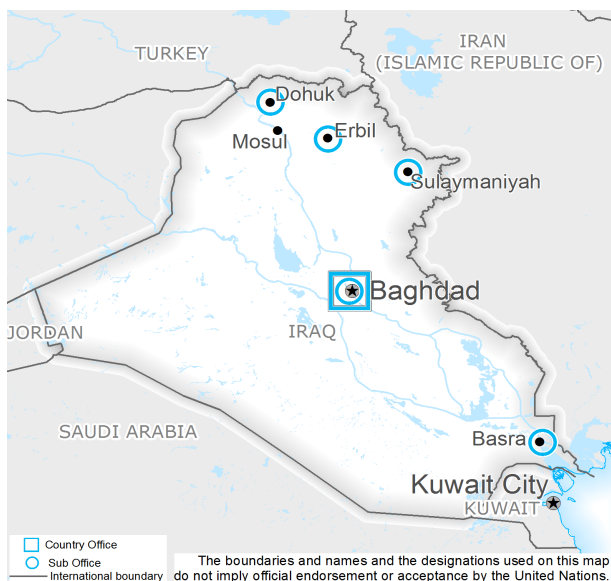 TURKEY
IRAN
(ISLAMIC REPUBLIC OF)
Dohuk
Mosul
Erbil
Sulaymaniyah
Baghdad
IRAQ
JORDAN
SAUDI ARABIA
Basra
Kuwait City
KUWAIT
Country Office
Sub Office
International boundary
The boundaries and names and the designations used on this map
do not imply official endorsement or acceptance by the United Nations